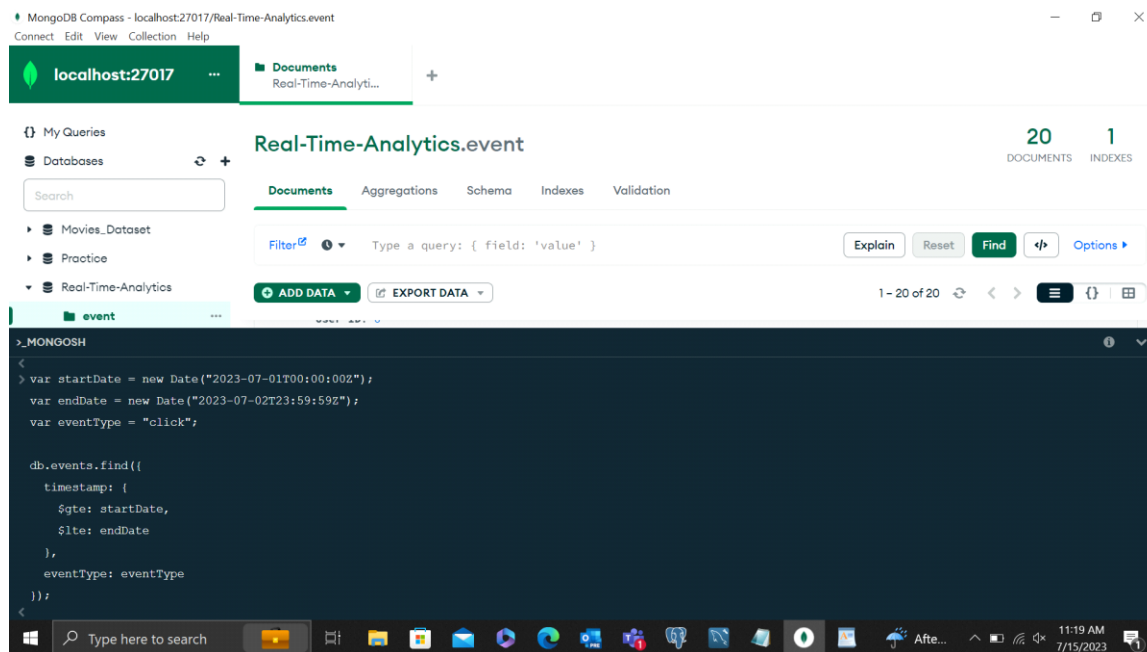 MongoDB Compass - localhost:27017/Real-Time-Analytics.event
Connect Edit View Collection Help
localhost:27017 ...
Documents
Real-Time-Analyti...
+
{} My Queries
Databases
Search
Movies_Dataset
Practice
Real-Time-Analytics
event ...
Real-Time-Analytics.event
20
DOCUMENTS
1
INDEXES
Documents Aggregations Schema Indexes Validation
Filter Type a query: { field: 'value' } Explain Reset Find </> Options
ADD DATA EXPORT DATA 1 – 20 of 20 {}
>_MONGOSH
<
> var startDate = new Date("2023-07-01T00:00:00Z");
var endDate = new Date("2023-07-02T23:59:59Z");
var eventType = "click";
db.events.find({
timestamp: {
$gte: startDate,
$lte: endDate
},
eventType: eventType
});
<
Type here to search
Afte...
11:19 AM
7/15/2023
1